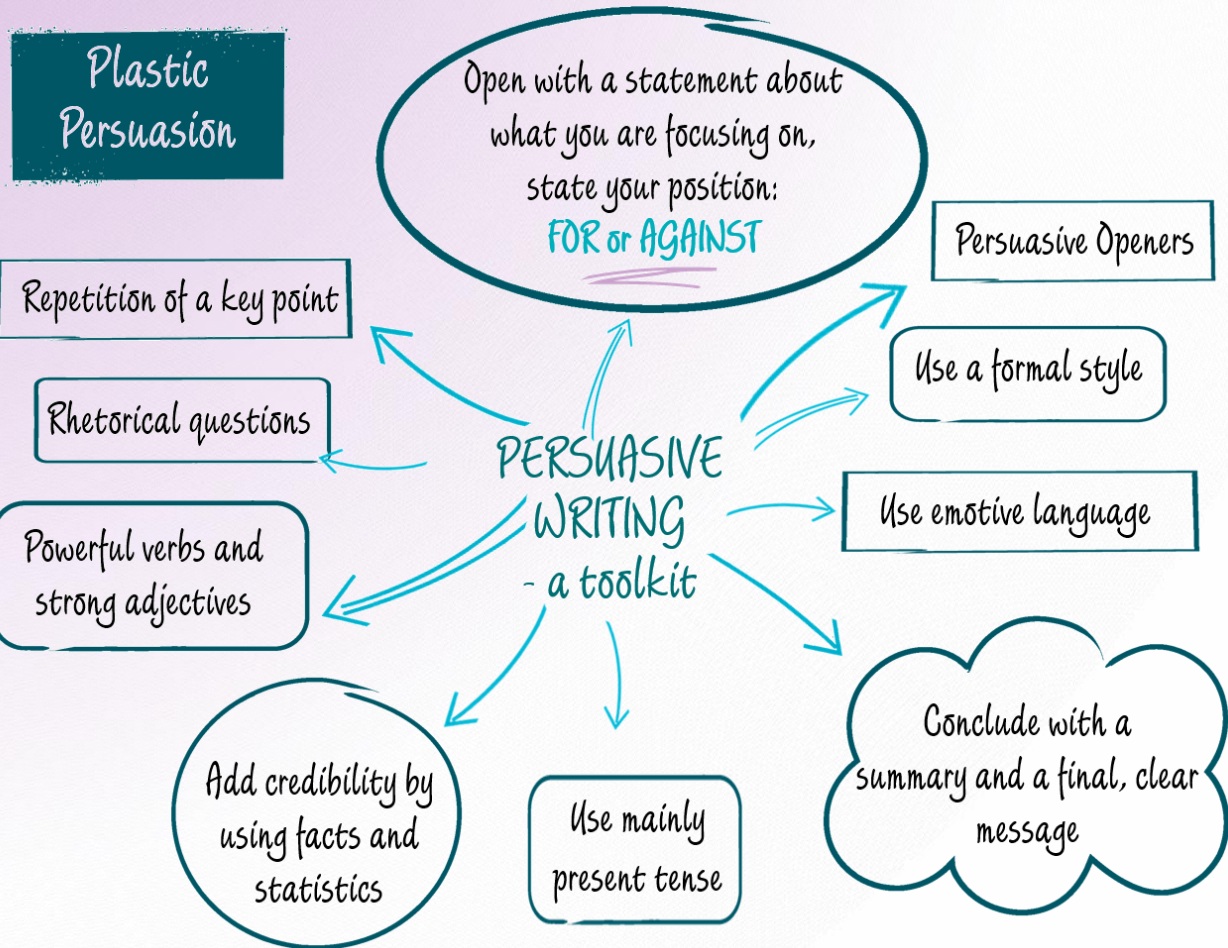 Plastic
Persuasion
Open with a statement about
what you are focusing on,
state your position:
FOR or AGAINST
Persuasive Openers
Repetition of a key point
Use a formal style
Rhetorical questions
PERSUASIVE
WRITING
- a toolkit
Use emotive language
Powerful verbs and
strong adjectives
Conclude with a
summary and a final, clear
message
Add credibility by
using facts and
statistics
Use mainly
present tense